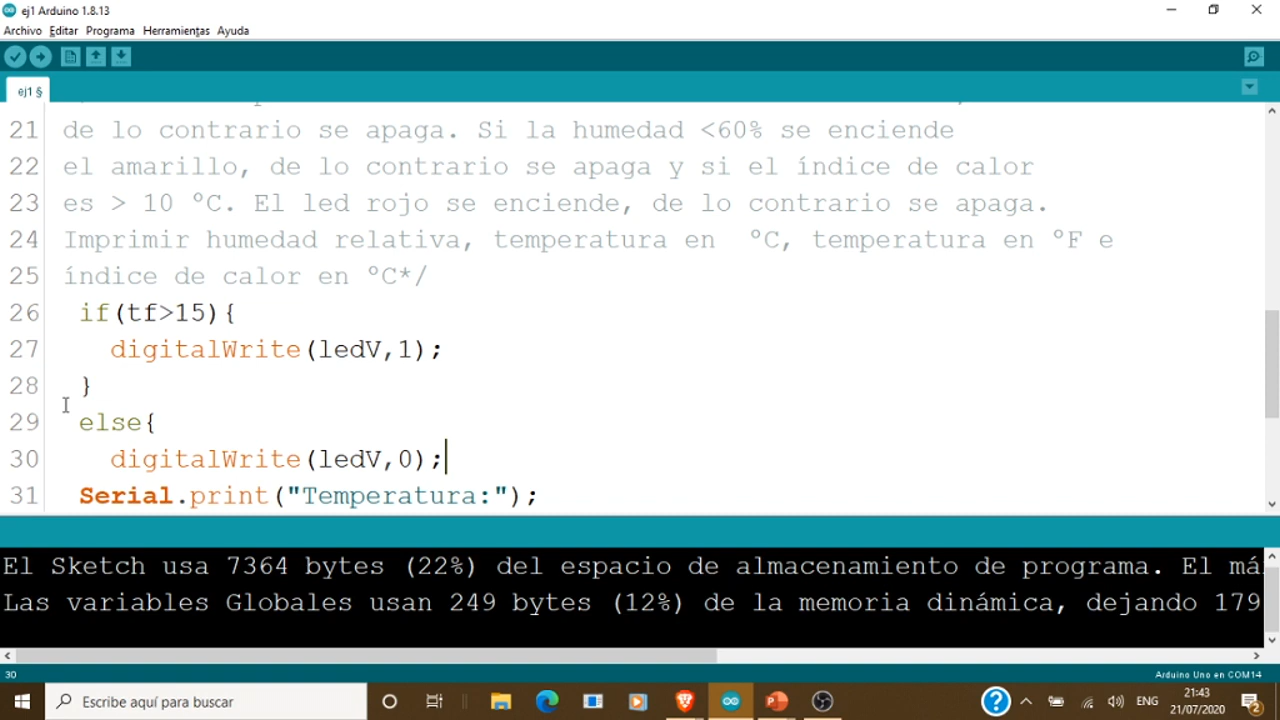 ej1 Arduino 1.8.13
Archivo Editar Programa Herramientas Ayuda
ej1 §
21 de lo contrario se apaga. Si la humedad <60% se enciende
22 el amarillo, de lo contrario se apaga y si el índice de calor
23 es > 10 ºC. El led rojo se enciende, de lo contrario se apaga.
24 Imprimir humedad relativa, temperatura en ºC, temperatura en ºF e
25 índice de calor en ºC*/
26 if(tf>15){
27 digitalWrite(ledV,1);
28 }
29 else{
30 digitalWrite(ledV,0);
31 Serial.print("Temperatura:");
El Sketch usa 7364 bytes (22%) del espacio de almacenamiento de programa. El má
Las variables Globales usan 249 bytes (12%) de la memoria dinámica, dejando 179
30
Arduino Uno en COM14
Escribe aquí para buscar
ENG
21:43
21/07/2020
2